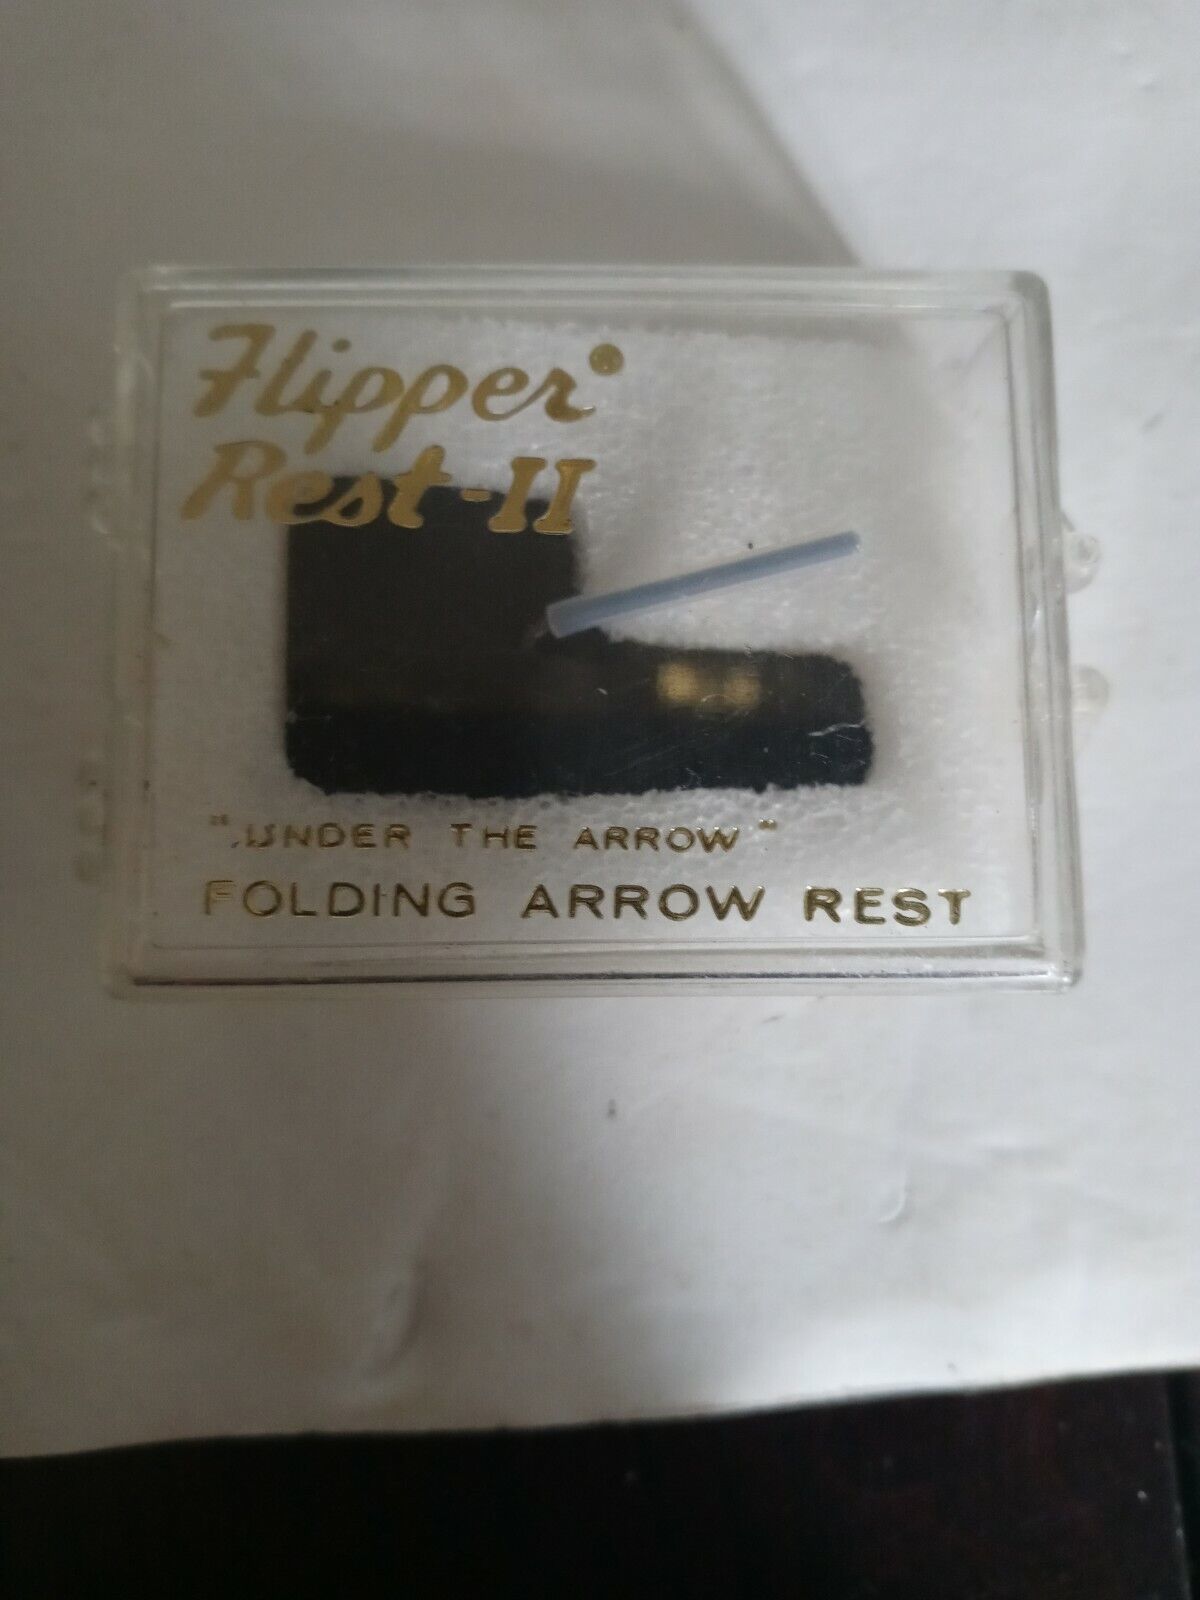 Flipper®
Rest-II
"UNDER THE ARROW"
FOLDING ARROW REST